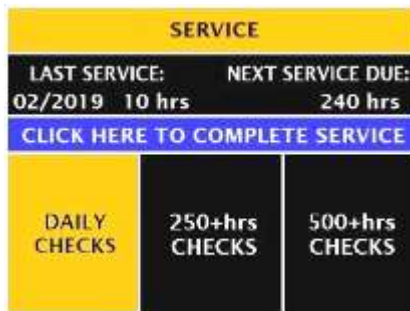 SERVICE
LAST SERVICE: NEXT SERVICE DUE:
02/2019 10 hrs 240 hrs
CLICK HERE TO COMPLETE SERVICE
DAILY
CHECKS
250+hrs
CHECKS
500+hrs
CHECKS